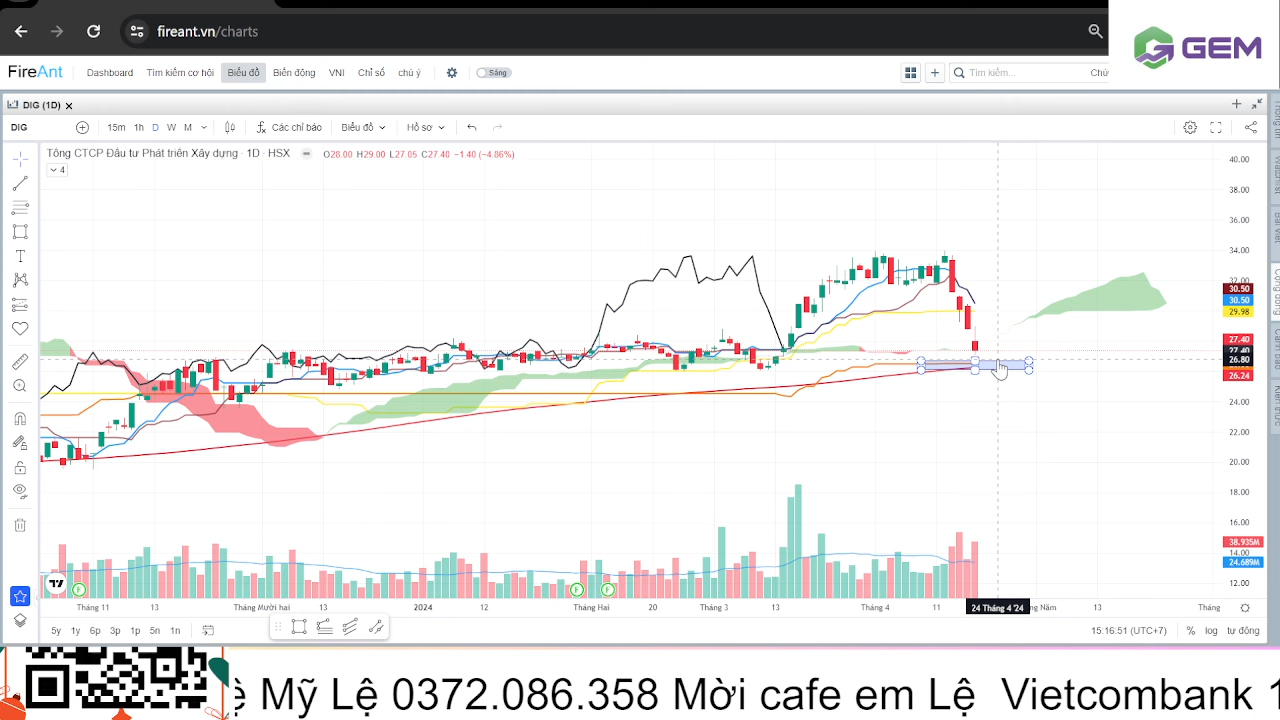 fireant.vn/charts
GEM
FireAnt Dashboard Tìm kiếm cơ hội Biểu đồ Biến động VNI Chỉ số chú ý Sáng Tìm kiếm...
DIG (1D)
DIG 15m 1h D W M Các chỉ báo Biểu đồ Hồ sơ
Tổng CTCP Đầu tư Phát triển Xây dựng · 1D · HSX O28.00 H29.00 L27.05 C27.40 −1.40 (−4.86%)
4
40.00
38.00
36.00
34.00
32.00
30.50
30.50
29.98
27.40
27.40
26.80
26.24
24.00
22.00
20.00
18.00
16.00
38.935M
14.00
24.689M
12.00
Tháng 11 13 Tháng Mười hai 13 2024 12 Tháng Hai 20 Tháng 3 13 Tháng 4 11 24 Tháng 4 '24 Năm 13 Tháng
5y 1y 6p 3p 1p 5n 1n 15:16:51 (UTC+7) % log tự động
Mỹ Lệ 0372.086.358 Mời cafe em Lệ Vietcombank 1